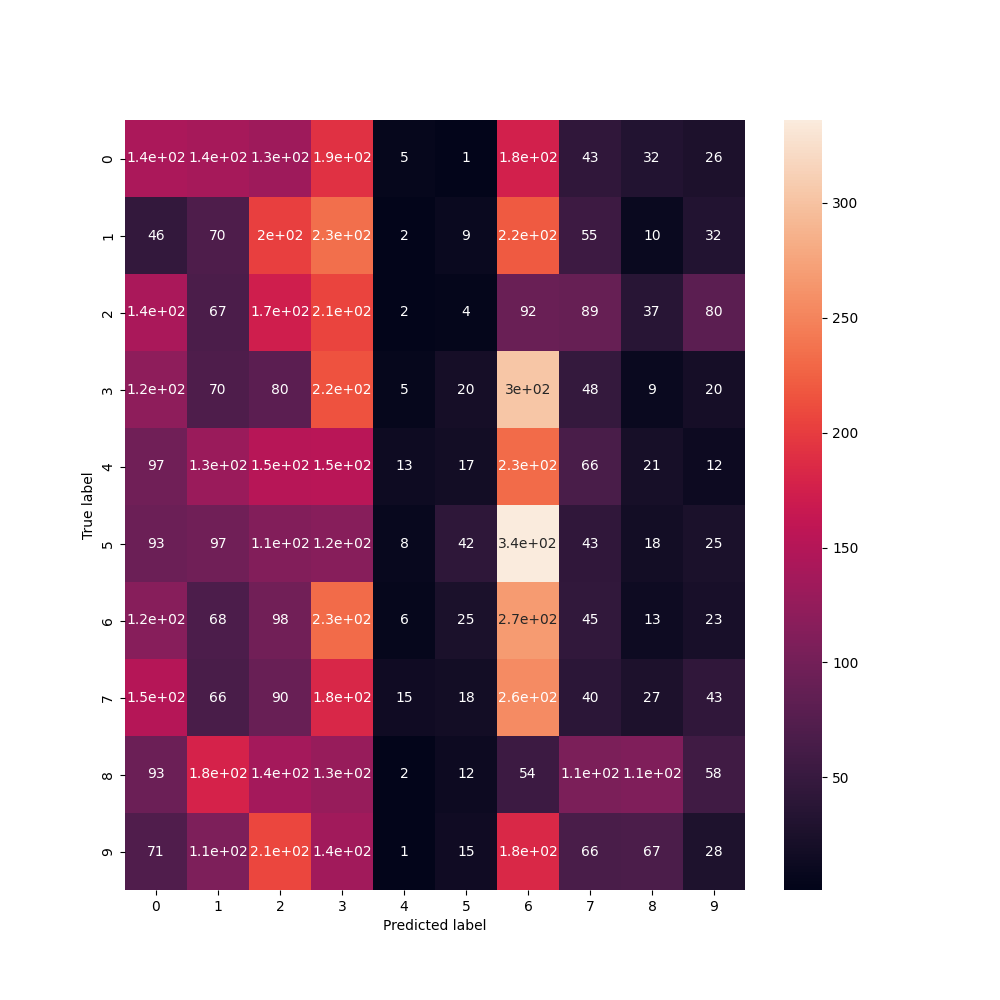 0 1.4e+02 1.4e+02 1.3e+02 1.9e+02 5 1 1.8e+02 43 32 26
1 46 70 2e+02 2.3e+02 2 9 2.2e+02 55 10 32
2 1.4e+02 67 1.7e+02 2.1e+02 2 4 92 89 37 80
3 1.2e+02 70 80 2.2e+02 5 20 3e+02 48 9 20
4 97 1.3e+02 1.5e+02 1.5e+02 13 17 2.3e+02 66 21 12
5 93 97 1.1e+02 1.2e+02 8 42 3.4e+02 43 18 25
6 1.2e+02 68 98 2.3e+02 6 25 2.7e+02 45 13 23
7 1.5e+02 66 90 1.8e+02 15 18 2.6e+02 40 27 43
8 93 1.8e+02 1.4e+02 1.3e+02 2 12 54 1.1e+02 1.1e+02 58
9 71 1.1e+02 2.1e+02 1.4e+02 1 15 1.8e+02 66 67 28
0 1 2 3 4 5 6 7 8 9
Predicted label
True label
300
250
200
150
100
50